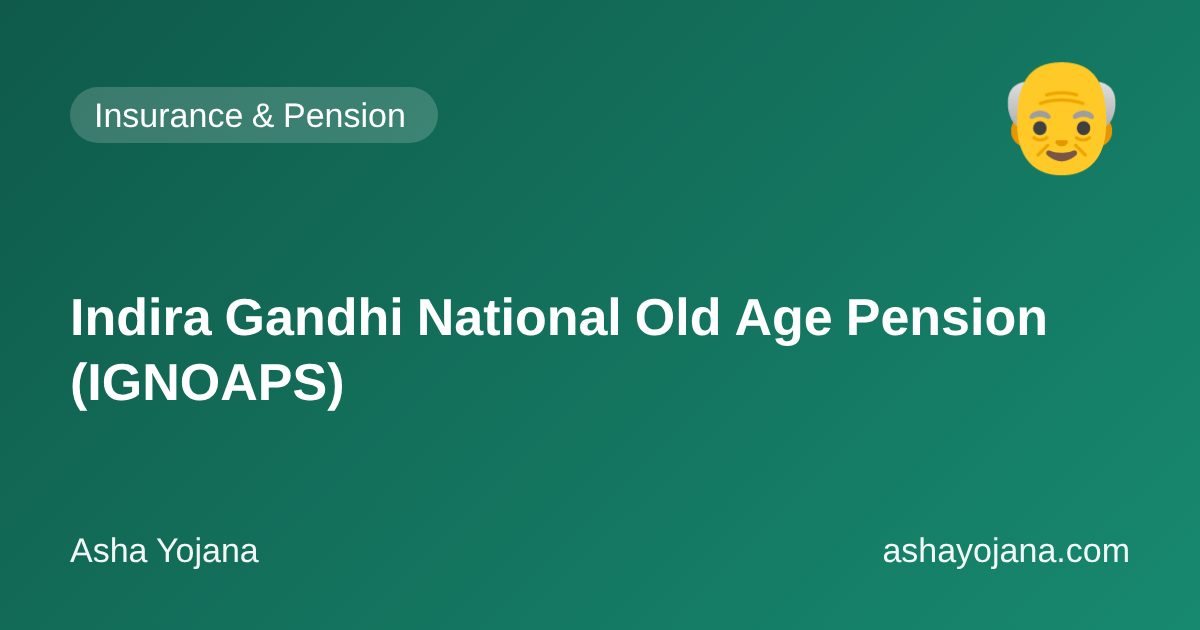 Insurance & Pension
Indira Gandhi National Old Age Pension
(IGNOAPS)
Asha Yojana
ashayojana.com